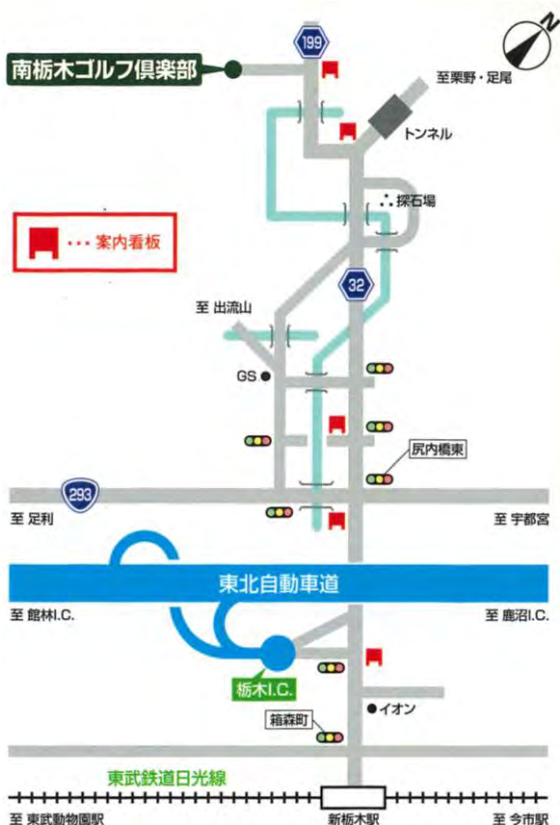 N
199
南栃木ゴルフ倶楽部
至栗野・足尾
トンネル
探石場
…案内看板
32
至 出流山
GS
尻内橋東
293
至 足利
至 宇都宮
東北自動車道
至 館林I.C.
至 鹿沼I.C.
栃木I.C.
イオン
箱森町
東武鉄道日光線
至 東武動物園駅
新栃木駅
至 今市駅